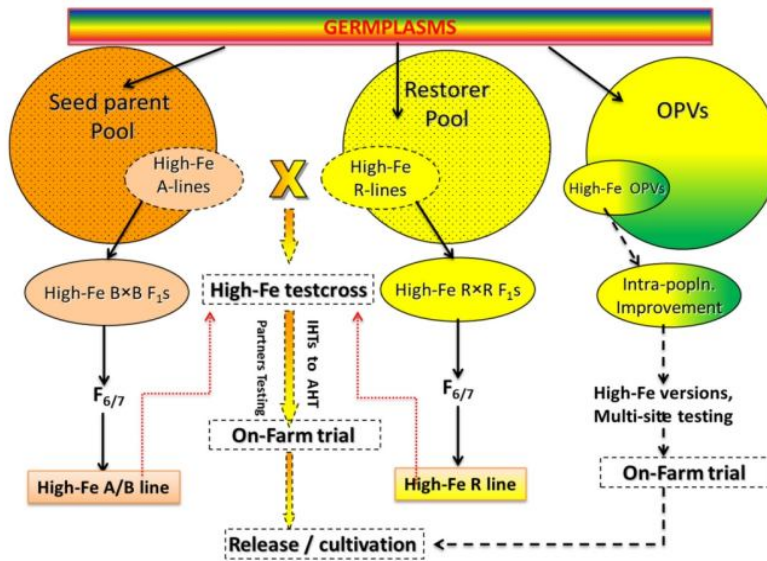 GERMPLASMS
Seed parent
Pool
Restorer
Pool
OPVs
High-Fe
A-lines
X
High-Fe
R-lines
High-Fe OPVs
High-Fe B×B F₁s
High-Fe testcross
High-Fe R×R F₁s
Intra-popln.
Improvement
IHTs to AHT
Partners Testing
F₆/₇
F₆/₇
High-Fe versions,
Multi-site testing
On-Farm trial
On-Farm trial
High-Fe A/B line
High-Fe R line
Release / cultivation